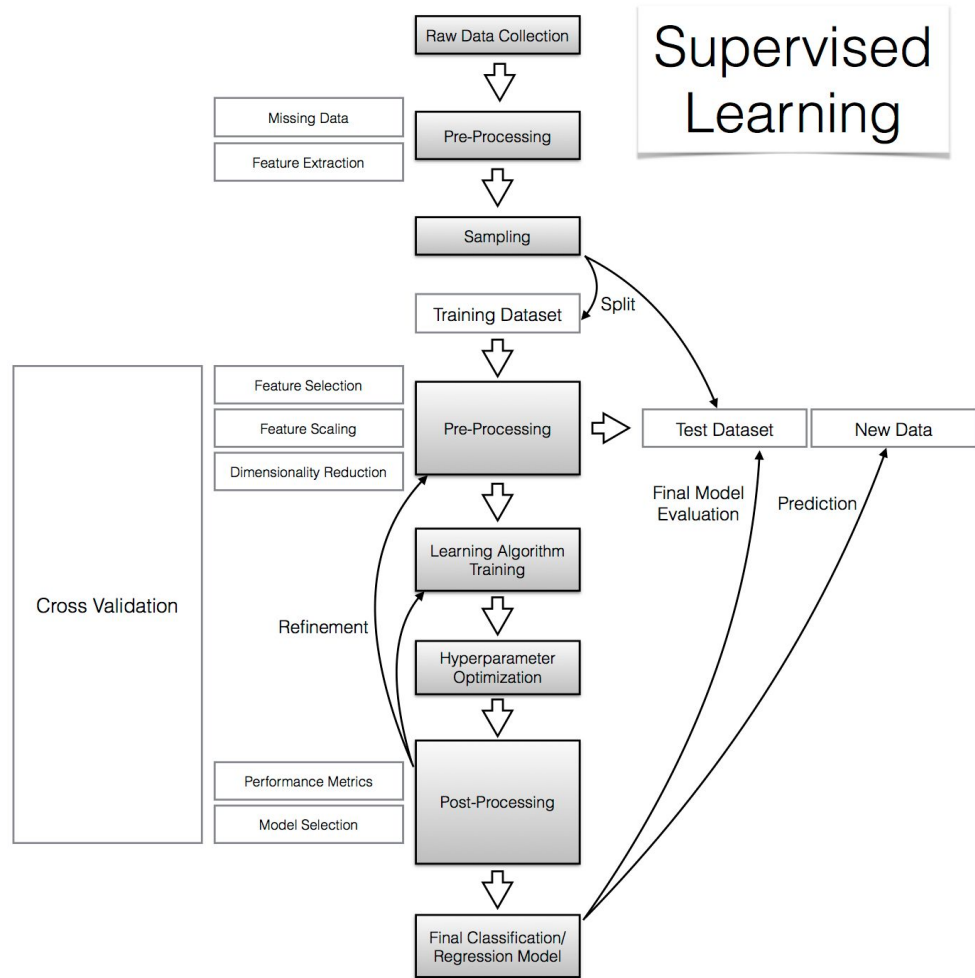 Supervised
Learning
Raw Data Collection
Missing Data
Feature Extraction
Pre-Processing
Sampling
Split
Training Dataset
Feature Selection
Feature Scaling
Dimensionality Reduction
Pre-Processing
Test Dataset
New Data
Final Model
Evaluation
Prediction
Learning Algorithm
Training
Cross Validation
Refinement
Hyperparameter
Optimization
Performance Metrics
Model Selection
Post-Processing
Final Classification/
Regression Model